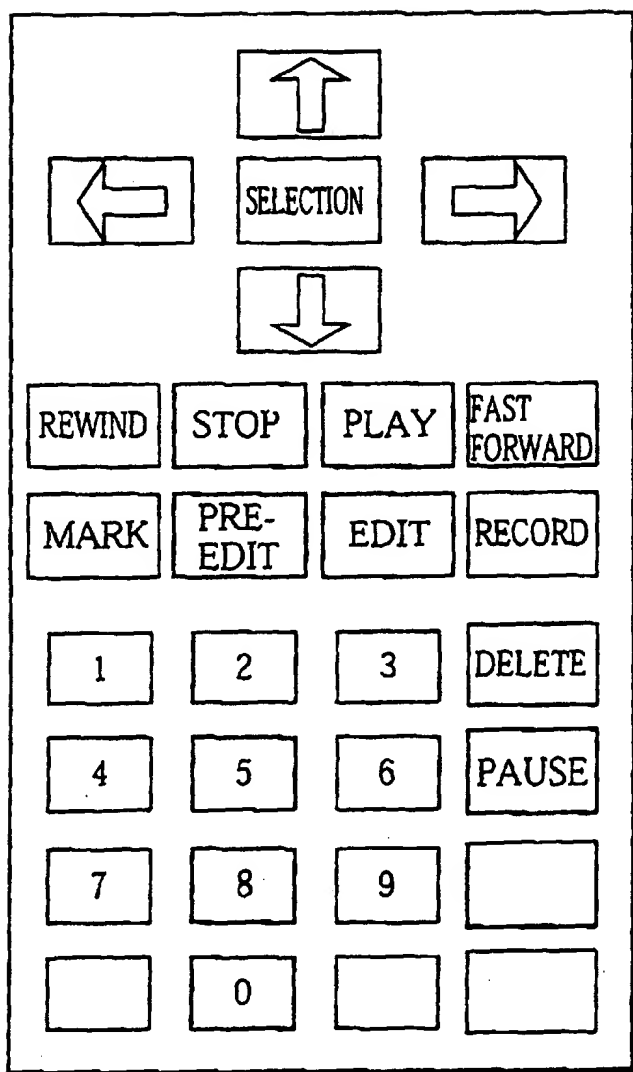 SELECTION
REWIND
STOP
PLAY
FAST
FORWARD
MARK
PRE-
EDIT
EDIT
RECORD
1
2
3
DELETE
4
5
6
PAUSE
7
8
9
0